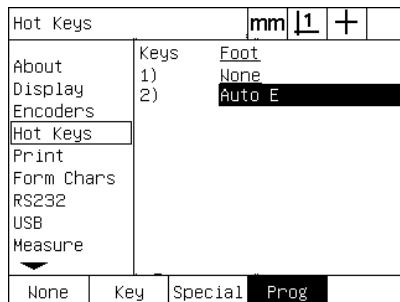 Hot Keys mm 1
About
Display
Encoders
Hot Keys
Print
Form Chars
RS232
USB
Measure
Keys Foot
1) None
2) Auto E
None Key Special Prog